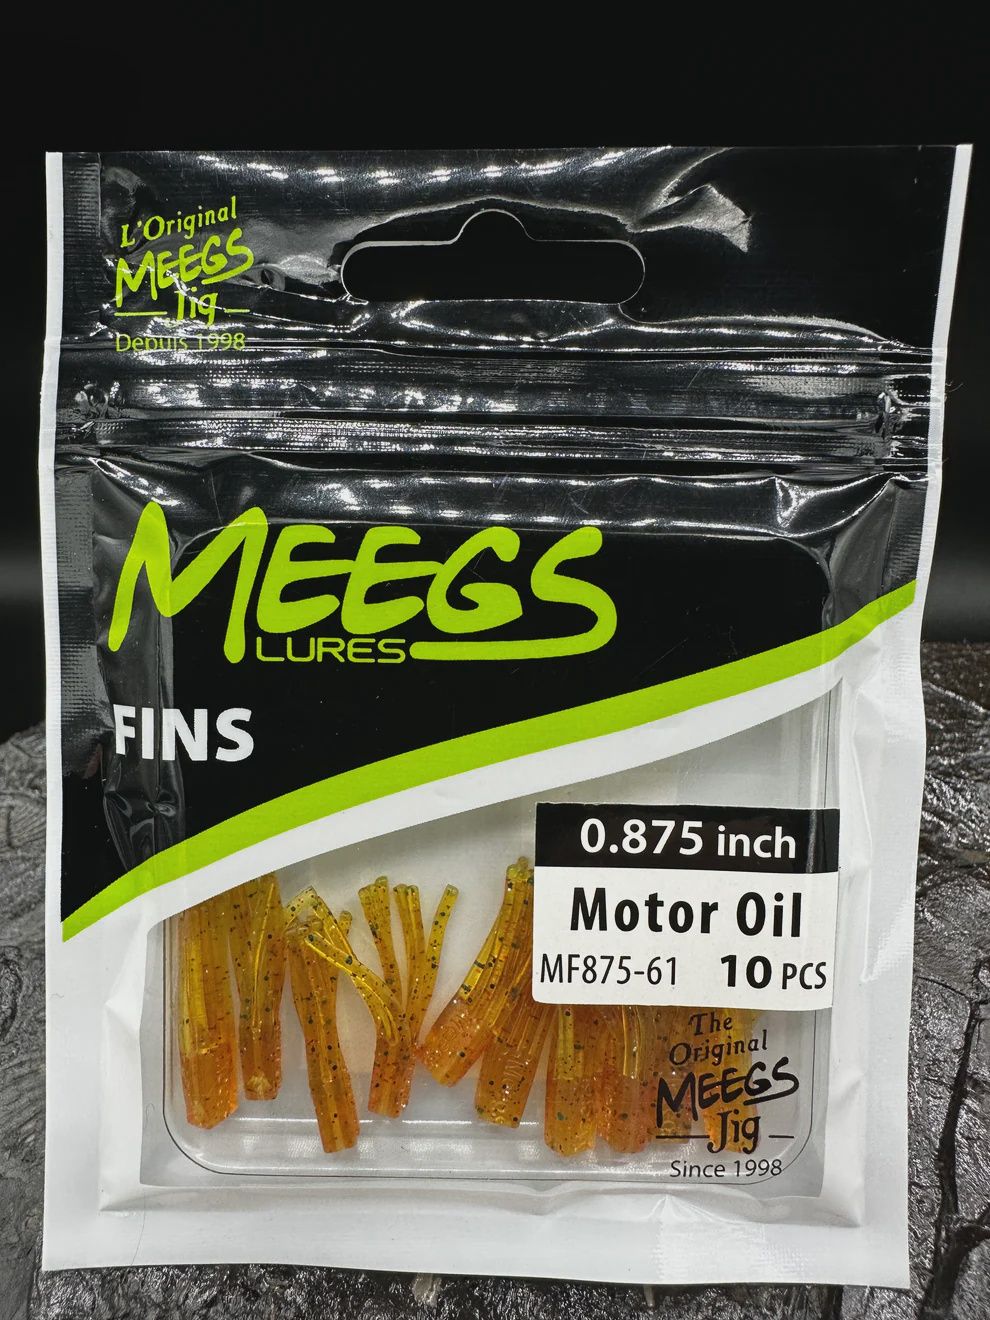 L'Original
MEEGS
Jig
Depuis 1998
MEEGS
LURES
FINS
0.875 inch
Motor Oil
MF875-61 10 PCS
The
Original
MEEGS
Jig
Since 1998